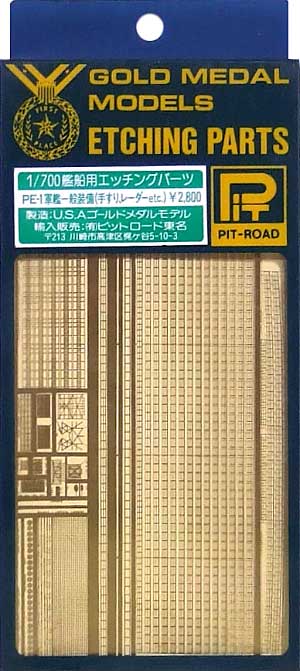 GOLD MEDAL
MODELS
ETCHING PARTS
FIRST
PLACE
1/700艦船用エッチングパーツ
PE-1軍艦一般装備(手すり、レーダーetc.)￥2,800
製造:U.S.Aゴールドメダルモデル
輸入販売:有)ピットロード東名
〒213 川崎市高津区梶ヶ谷5-10-3
PiT
PIT-ROAD